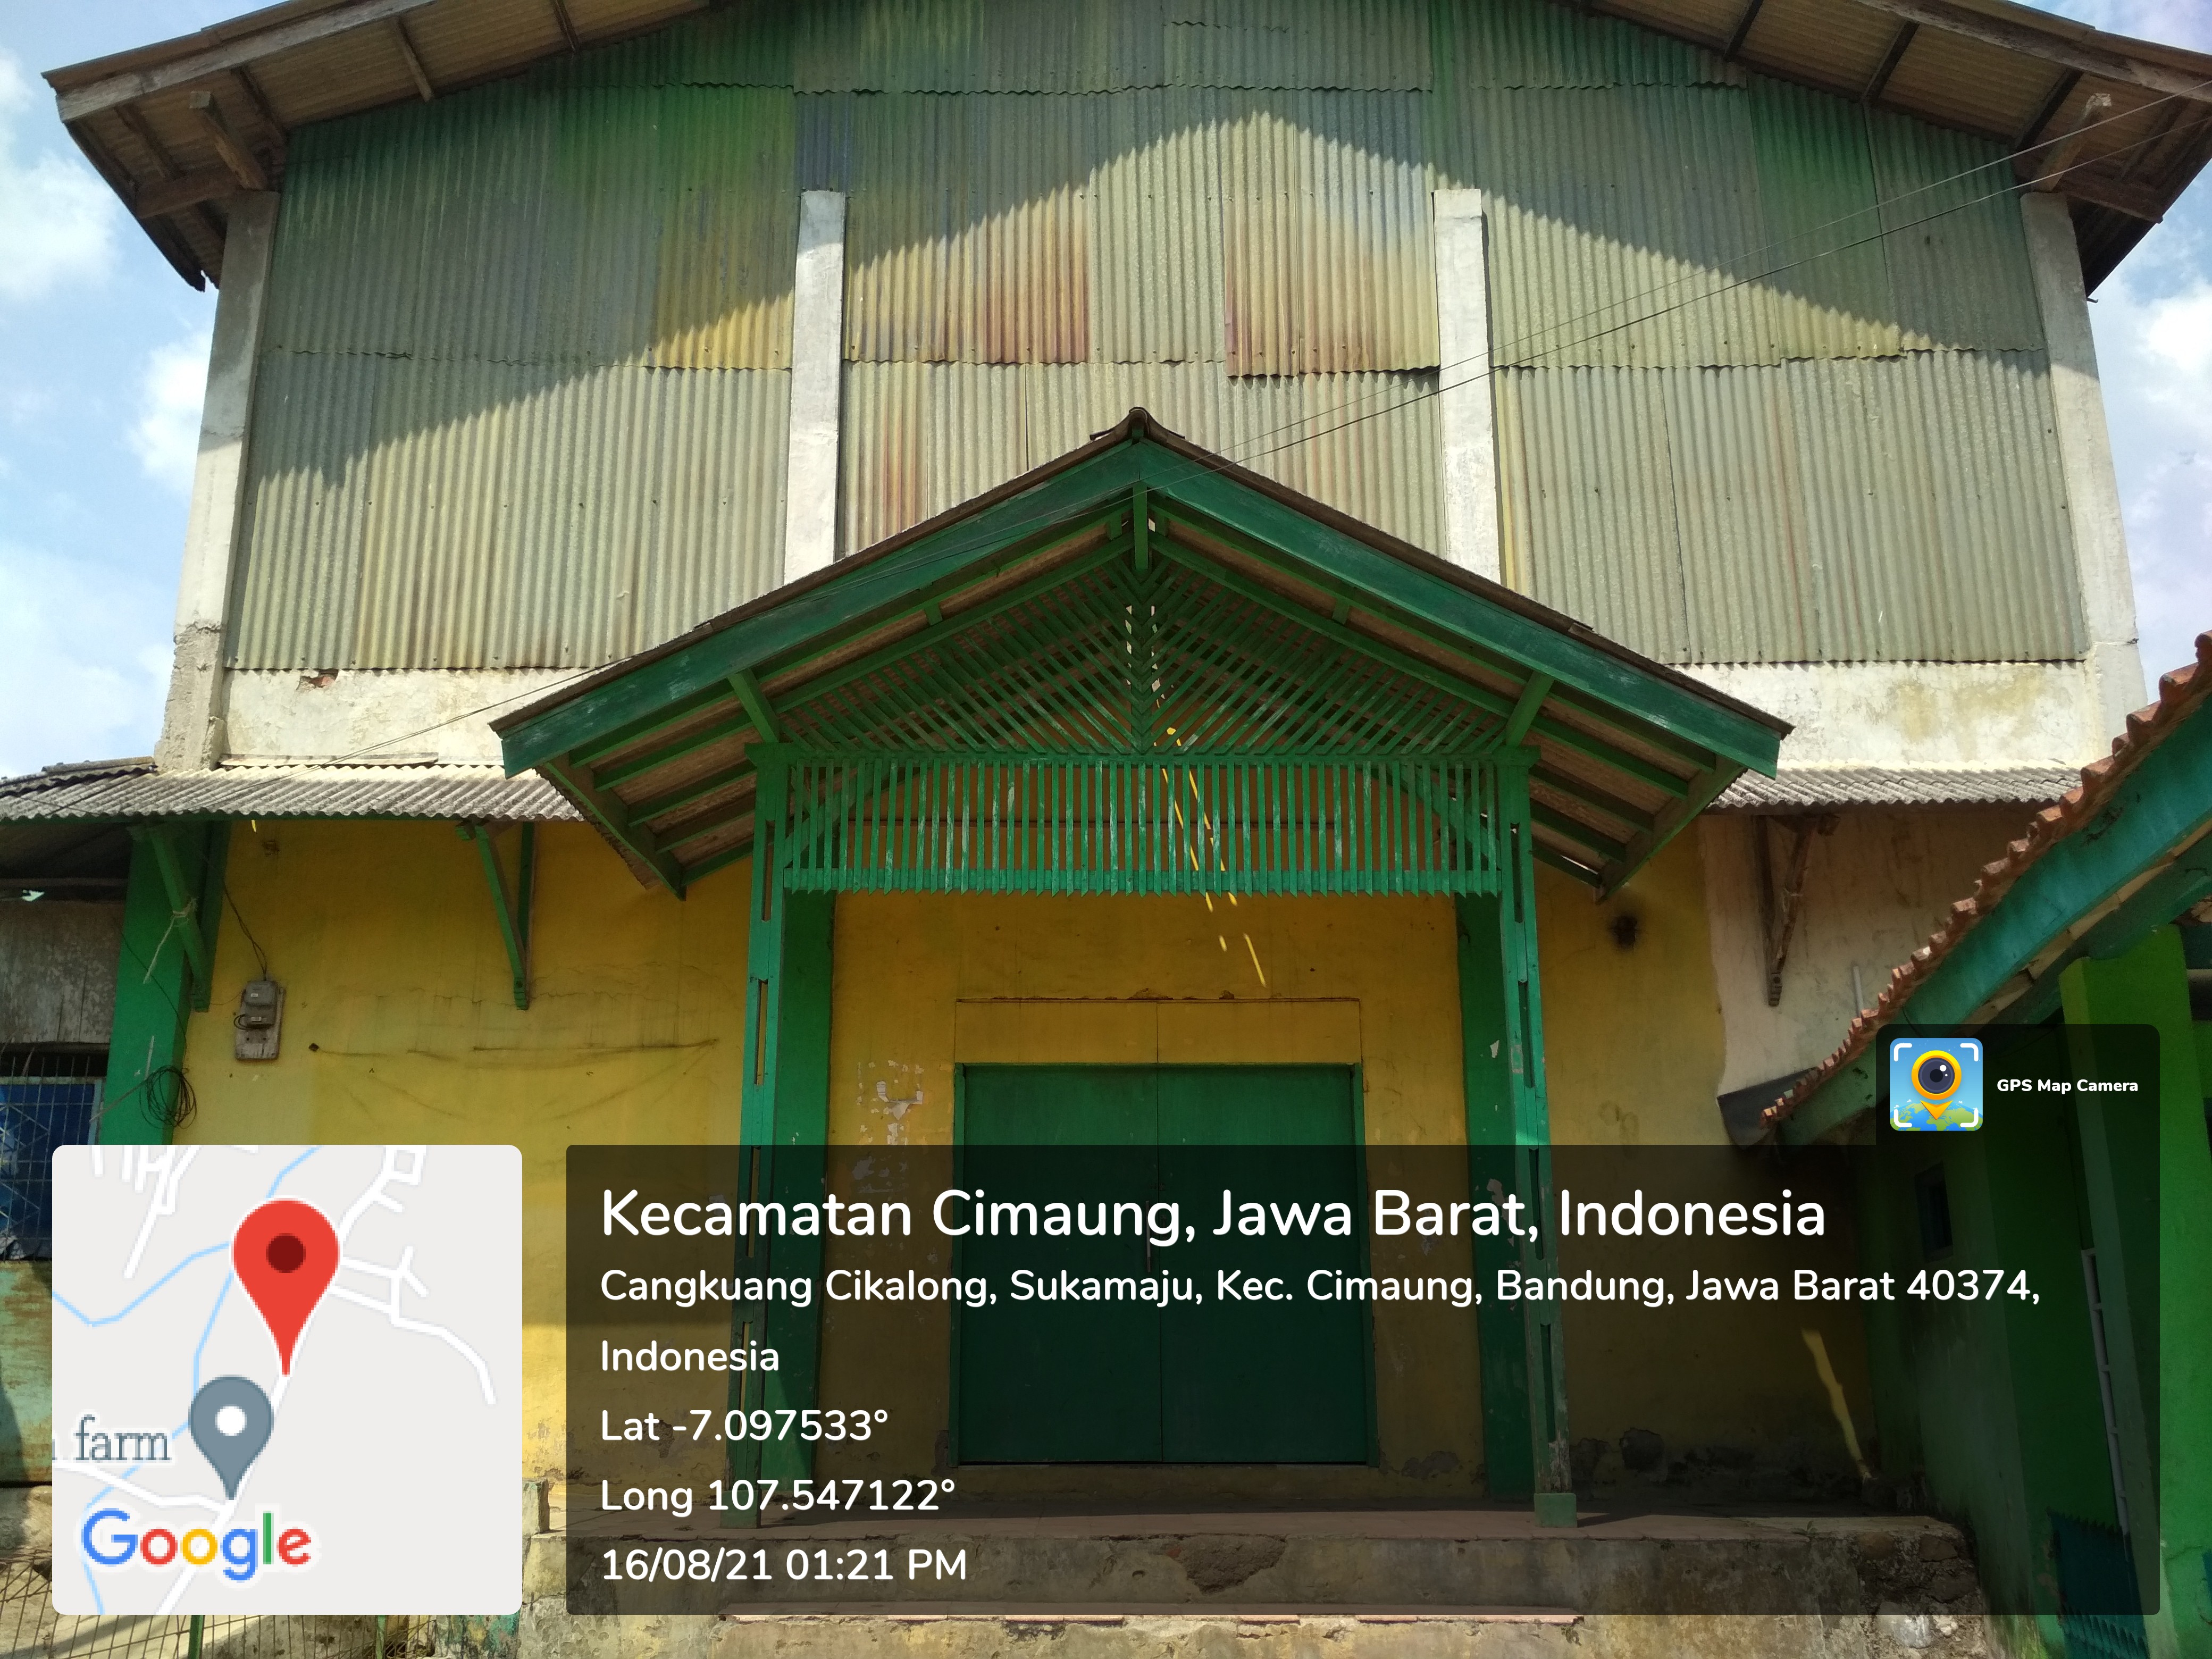 GPS Map Camera
Kecamatan Cimaung, Jawa Barat, Indonesia
Cangkuang Cikalong, Sukamaju, Kec. Cimaung, Bandung, Jawa Barat 40374,
Indonesia
Lat -7.097533°
Long 107.547122°
16/08/21 01:21 PM
farm
Google